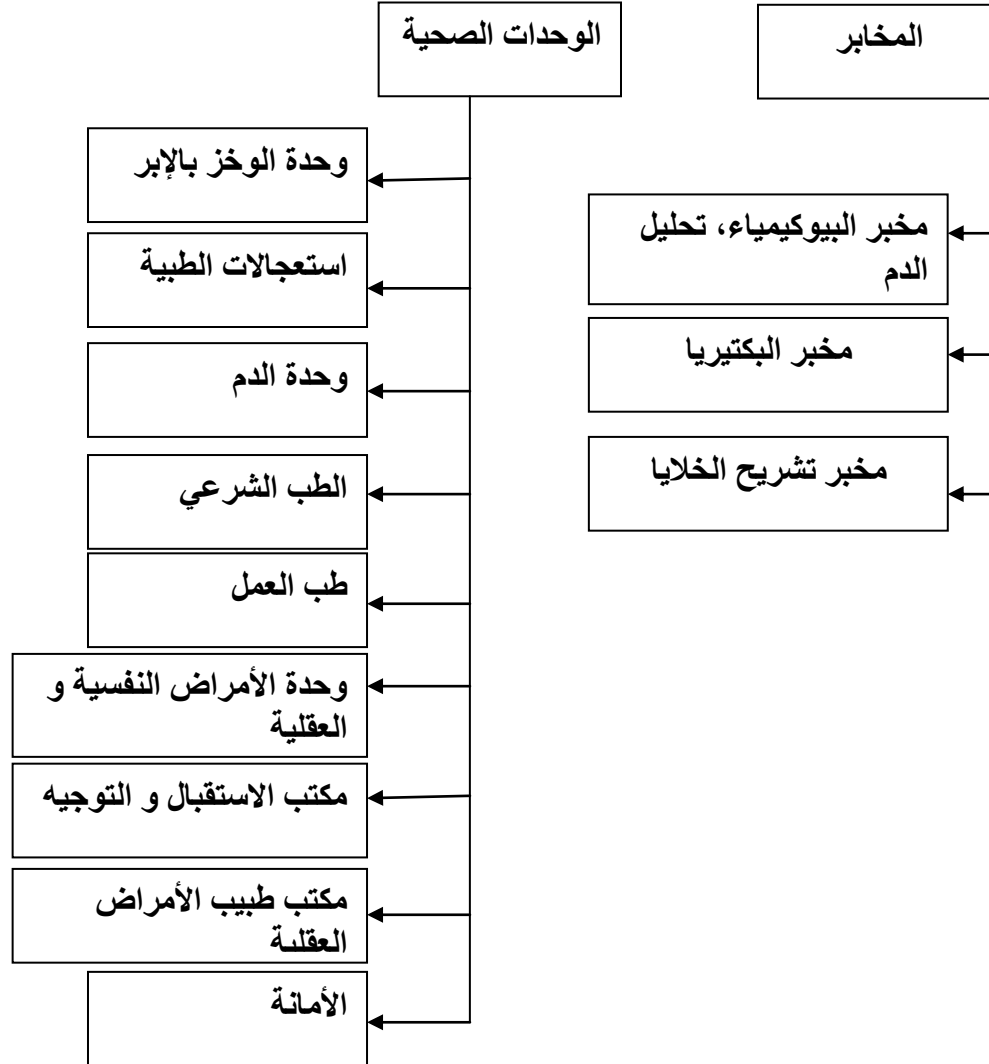 المخابر
مخبر البيوكيمياء، تحليل
الدم
مخبر البكتيريا
مخبر تشريح الخلايا
الوحدات الصحية
وحدة الوخز بالإبر
استعجالات الطبية
وحدة الدم
الطب الشرعي
طب العمل
وحدة الأمراض النفسية و
العقلية
مكتب الاستقبال و التوجيه
مكتب طبيب الأمراض
العقلية
الأمانة